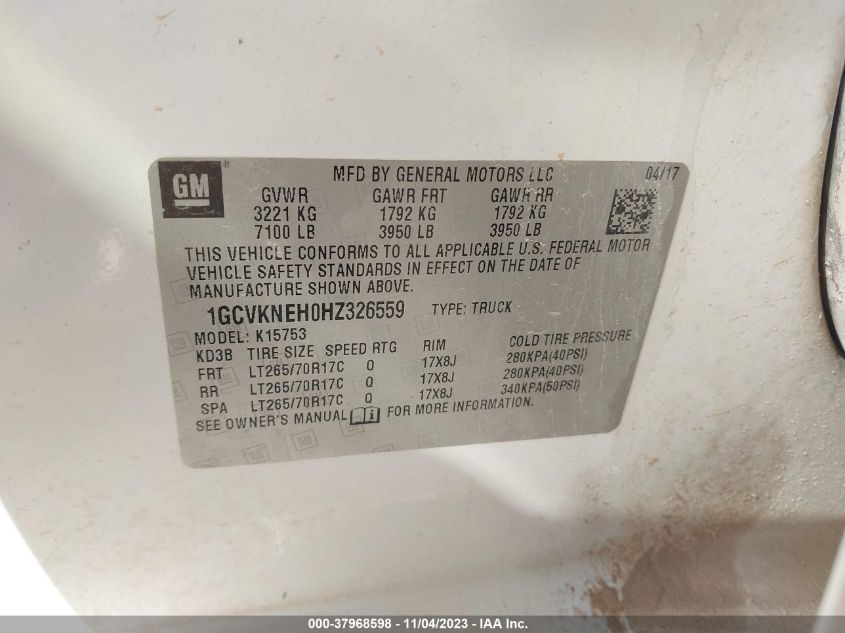 GM ® MFD BY GENERAL MOTORS LLC 04/17
GVWR GAWR FRT GAWR RR
3221 KG 1792 KG 1792 KG
7100 LB 3950 LB 3950 LB
THIS VEHICLE CONFORMS TO ALL APPLICABLE U.S. FEDERAL MOTOR
VEHICLE SAFETY STANDARDS IN EFFECT ON THE DATE OF
MANUFACTURE SHOWN ABOVE.
1GCVKNEH0HZ326559 TYPE: TRUCK
MODEL: K15753
KD3B TIRE SIZE SPEED RTG RIM COLD TIRE PRESSURE
FRT LT265/70R17C Q 17X8J 280KPA(40PSI)
RR LT265/70R17C Q 17X8J 280KPA(40PSI)
SPA LT265/70R17C Q 17X8J 340KPA(50PSI)
SEE OWNER'S MANUAL i FOR MORE INFORMATION.
GM GM
000-37968598 - 11/04/2023 - IAA Inc.